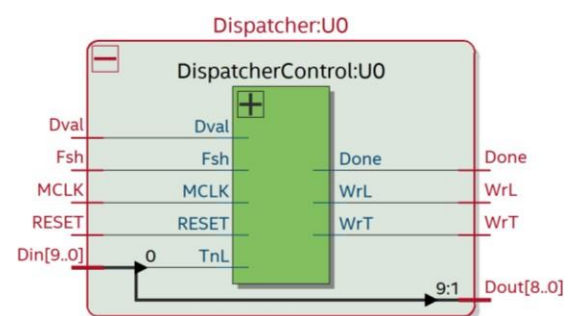 Dispatcher:U0
DispatcherControl:U0
Dval Dval
Fsh Fsh Done Done
MCLK MCLK WrL WrL
RESET RESET WrT WrT
Din[9..0] 0 TnL
9:1 Dout[8..0]